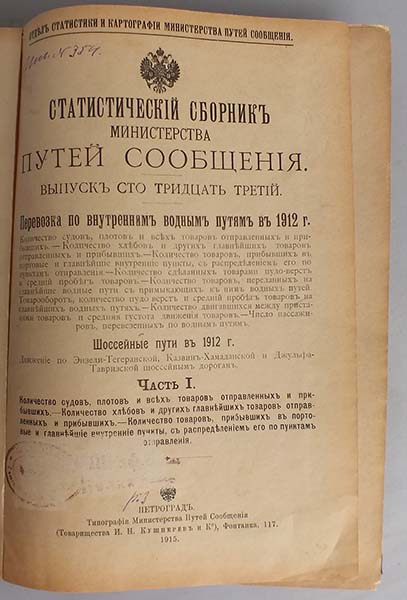 ОТДѢЛЪ СТАТИСТИКИ И КАРТОГРАФІИ МИНИСТЕРСТВА ПУТЕЙ СООБЩЕНІЯ.
СТАТИСТИЧЕСКІЙ СБОРНИКЪ
МИНИСТЕРСТВА
ПУТЕЙ СООБЩЕНІЯ.
ВЫПУСКЪ СТО ТРИДЦАТЬ ТРЕТІЙ.
Перевозка по внутреннимъ воднымъ путямъ въ 1912 г.
Количество судовъ, плотовъ и всѣхъ товаровъ отправленныхъ и при-
бывшихъ.—Количество хлѣбовъ и другихъ главнѣйшихъ товаровъ
отправленныхъ и прибывшихъ.—Количество товаровъ, прибывшихъ въ
портовые и главнѣйшіе внутренніе пункты, съ распредѣленіемъ его по
пунктамъ отправленія.—Количество сдѣланныхъ товарами пудо-верстъ
и средній пробѣгъ товаровъ.—Количество товаровъ, переданныхъ на
главнѣйшіе водные пути съ примыкающихъ къ нимъ водныхъ путей.
Товарооборотъ, количество пудо-верстъ и средній пробѣгъ товаровъ на
главнѣйшихъ водныхъ путяхъ.—Количество двигавшихся между приста-
нями товаровъ и средняя густота движенія товаровъ.—Число пассажи-
ровъ, перевезенныхъ по воднымъ путямъ.
Шоссейные пути въ 1912 г.
Движеніе по Энзели-Тегеранской, Казвин-Хамаданской и Джульфа-
Тавризской шоссейнымъ дорогамъ.
Часть I.
Количество судовъ, плотовъ и всѣхъ товаровъ отправленныхъ и при-
бывшихъ.—Количество хлѣбовъ и другихъ главнѣйшихъ товаровъ отправ-
ленныхъ и прибывшихъ.—Количество товаровъ, прибывшихъ въ порто-
вые и главнѣйшіе внутренніе пункты, съ распредѣленіемъ его по пунктамъ
отправленія.
ПЕТРОГРАДЪ.
Типографія Министерства Путей Сообщенія
(Товарищества И. Н. Кушнеревъ и К°), Фонтанка, 117.
1915.